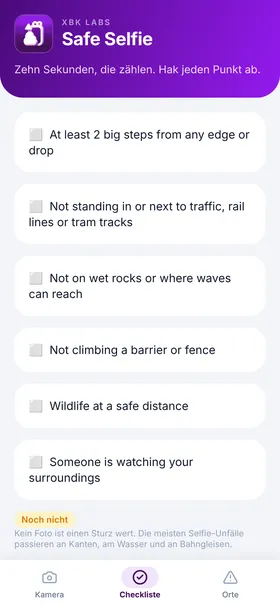 XBK LABS
Safe Selfie
Zehn Sekunden, die zählen. Hak jeden Punkt ab.
At least 2 big steps from any edge or
drop
Not standing in or next to traffic, rail
lines or tram tracks
Not on wet rocks or where waves
can reach
Not climbing a barrier or fence
Wildlife at a safe distance
Someone is watching your
surroundings
Noch nicht
Kein Foto ist einen Sturz wert. Die meisten Selfie-Unfälle
passieren an Kanten, am Wasser und an Bahngleisen.
Kamera
Checkliste
Orte